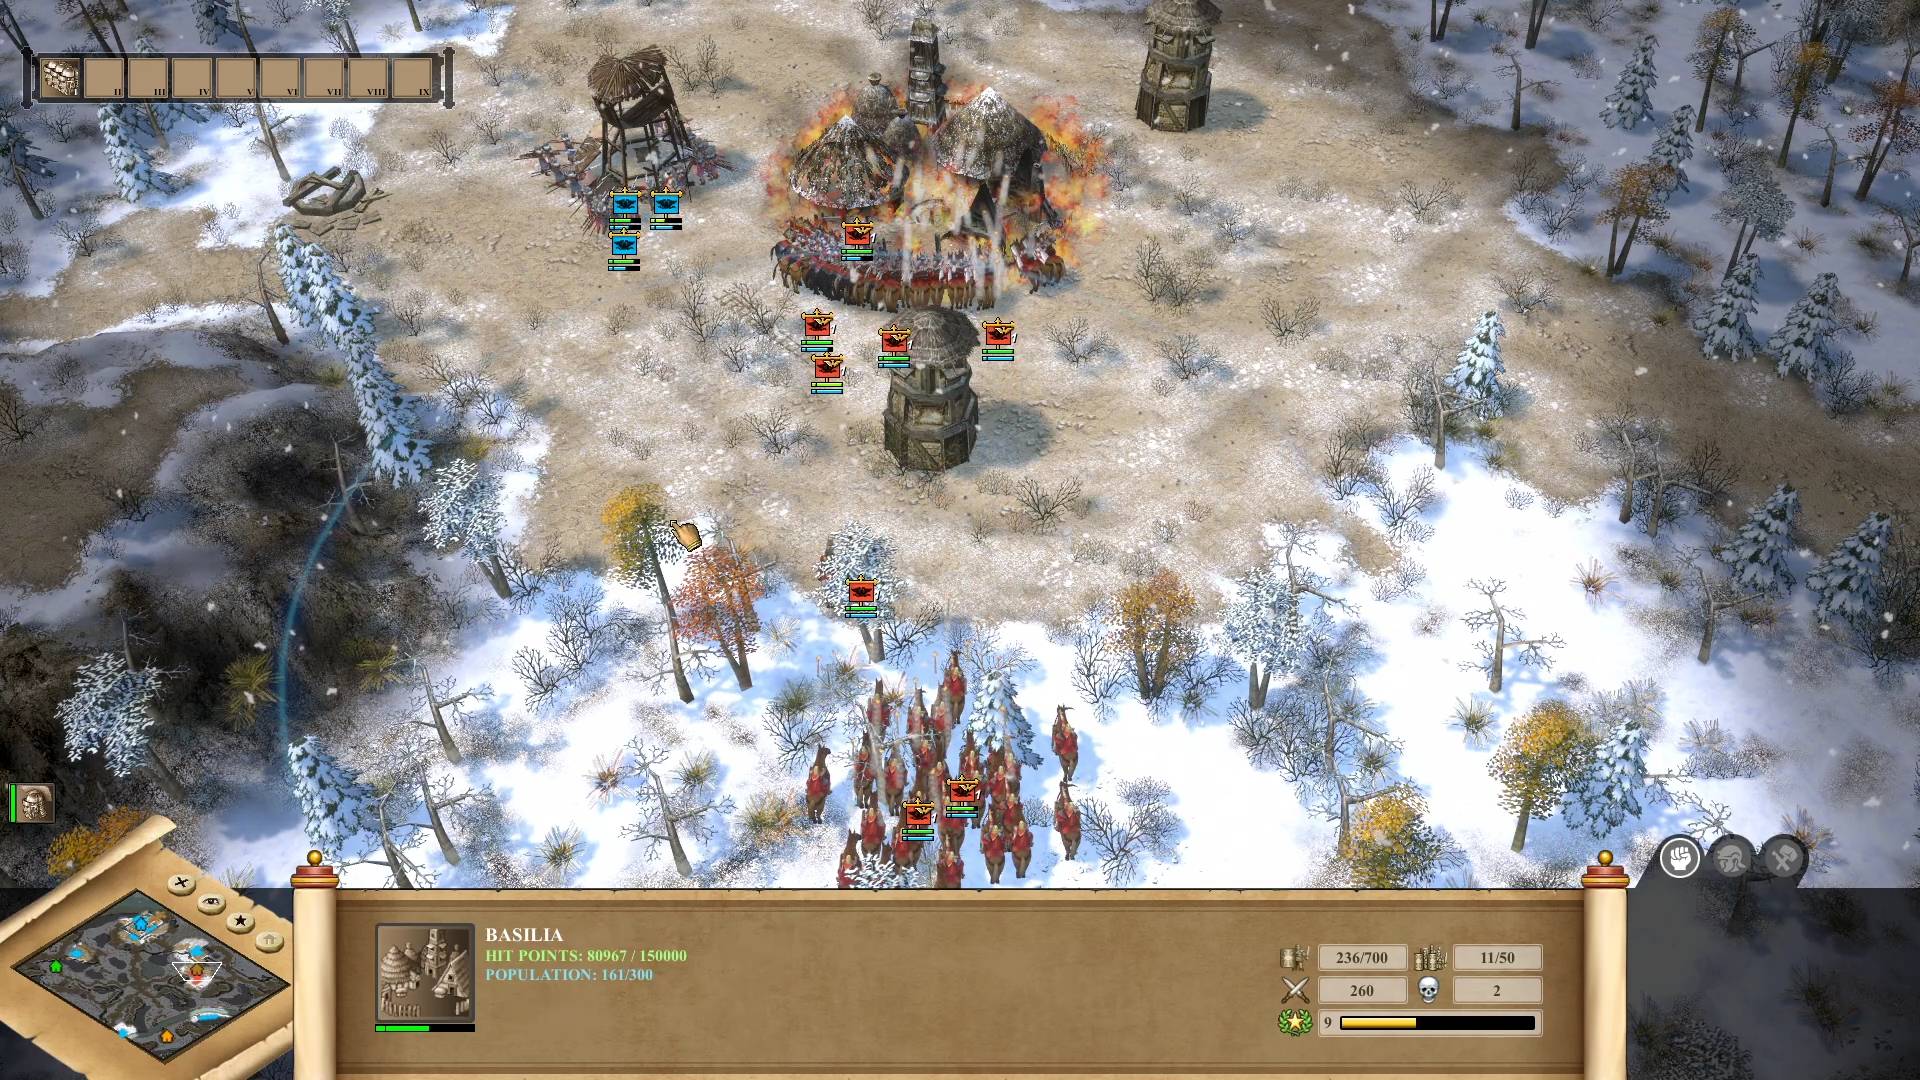 I II III IV V VI VII VIII IX
BASILIA
HIT POINTS: 80967 / 150000
POPULATION: 161/300
236/700 11/50
260 2
9